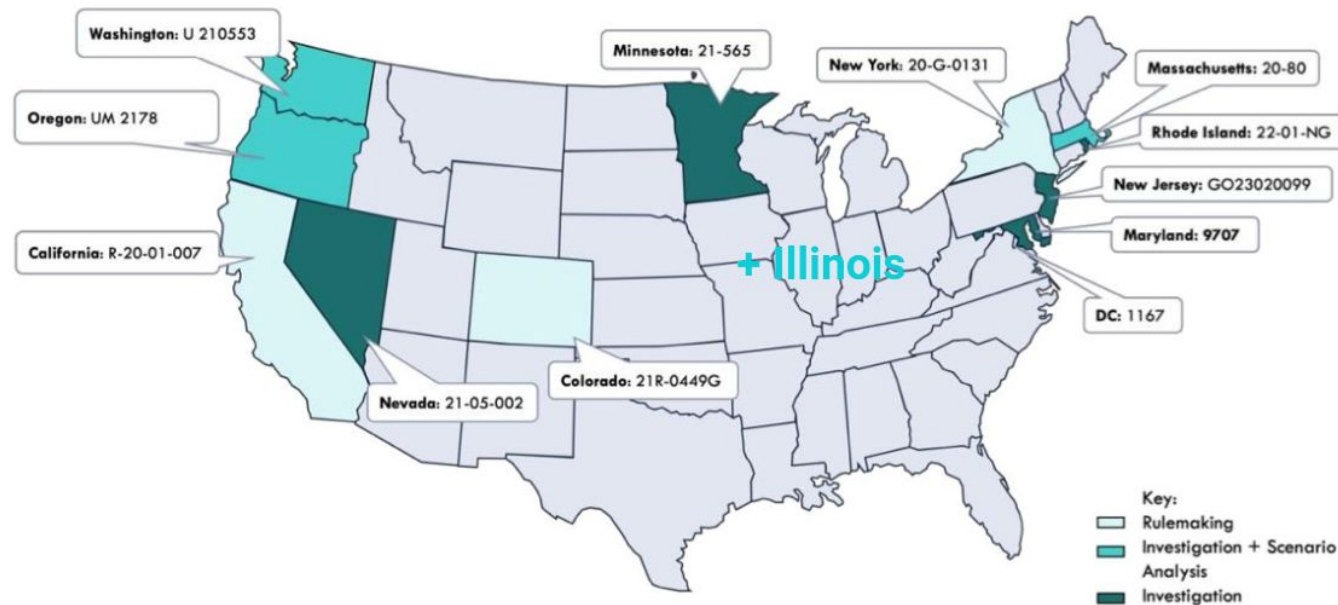 Washington: U 210553
Minnesota: 21-565
New York: 20-G-0131
Massachusetts: 20-80
Oregon: UM 2178
Rhode Island: 22-01-NG
New Jersey: GO23020099
Maryland: 9707
California: R-20-01-007
+ Illinois
DC: 1167
Colorado: 21R-0449G
Nevada: 21-05-002
Key:
Rulemaking
Investigation + Scenario
Analysis
Investigation